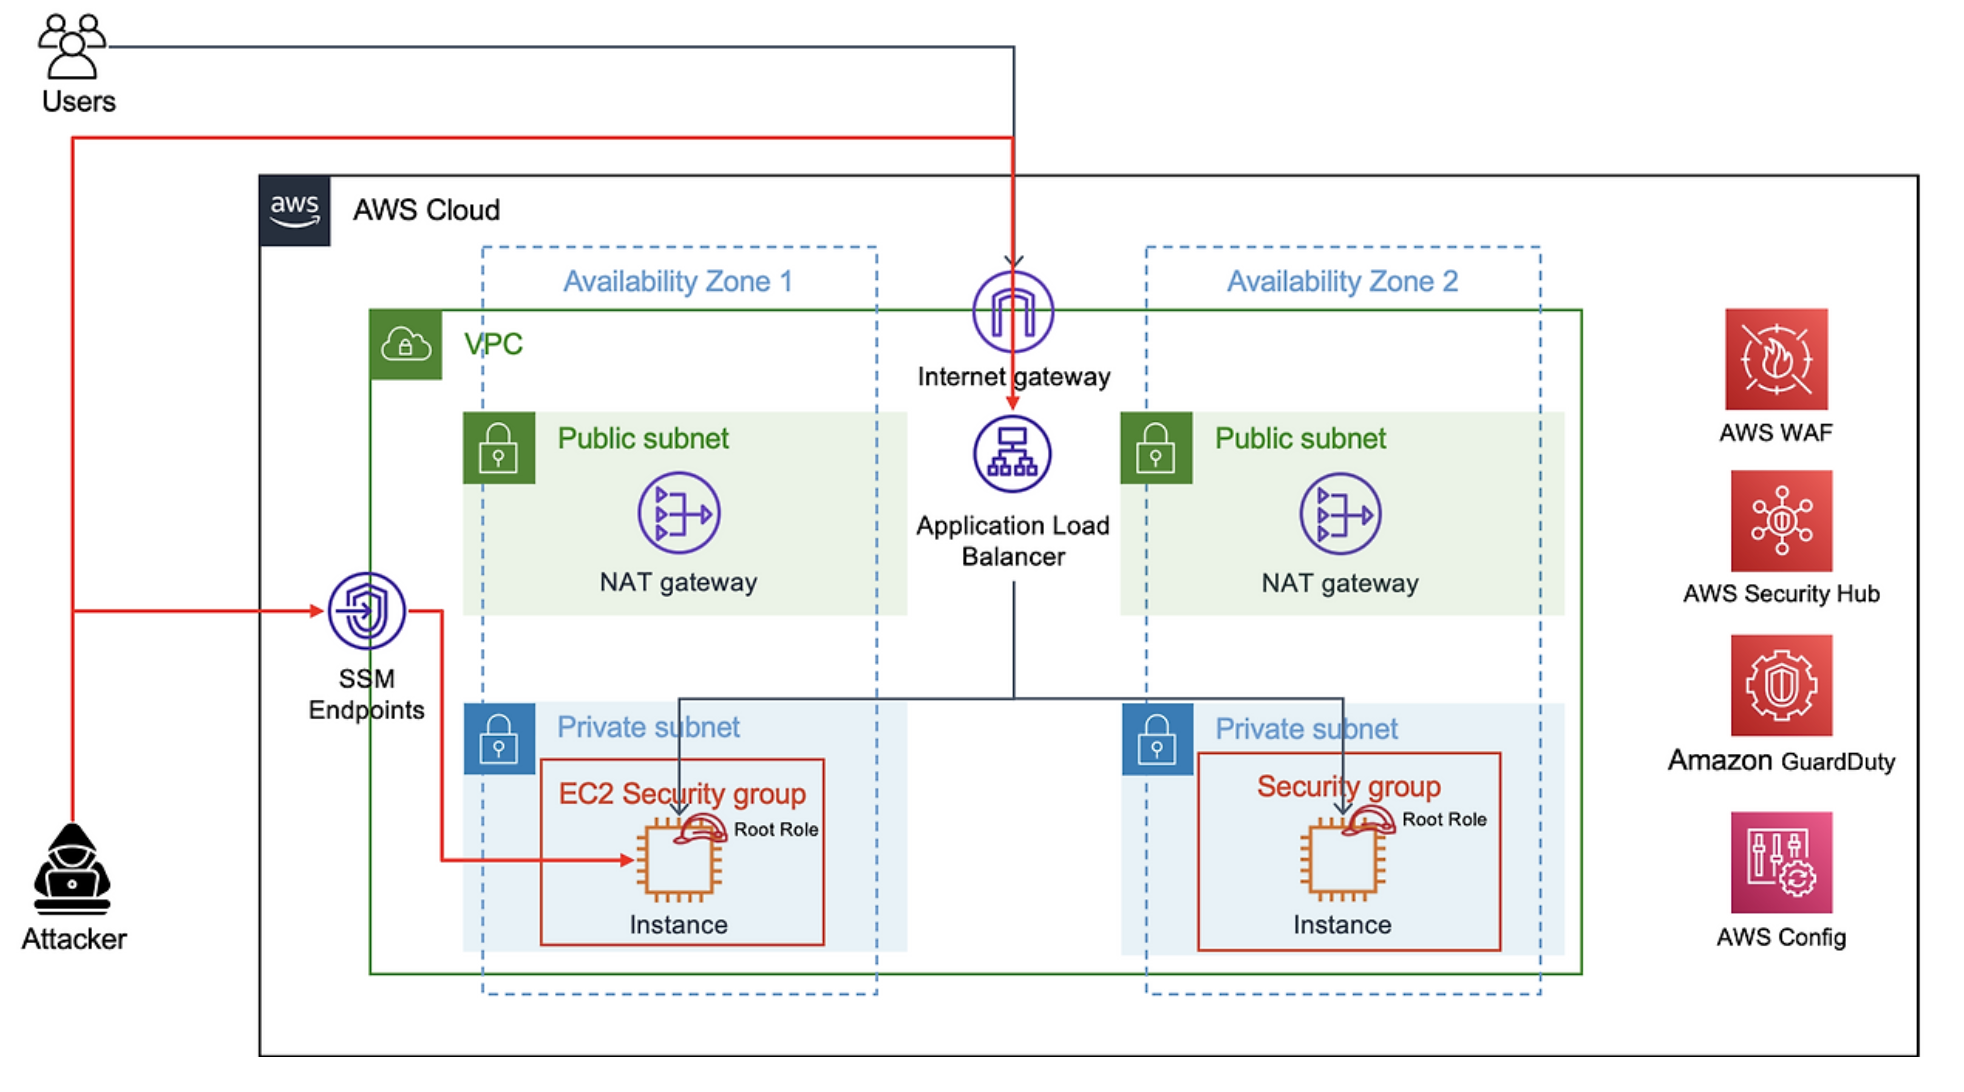 Users
aws
AWS Cloud
Availability Zone 1
Availability Zone 2
VPC
Internet gateway
AWS WAF
Public subnet
Public subnet
Application Load
Balancer
NAT gateway
NAT gateway
AWS Security Hub
SSM
Endpoints
Private subnet
Private subnet
Amazon GuardDuty
EC2 Security group
Security group
Root Role
Root Role
Instance
Instance
Attacker
AWS Config